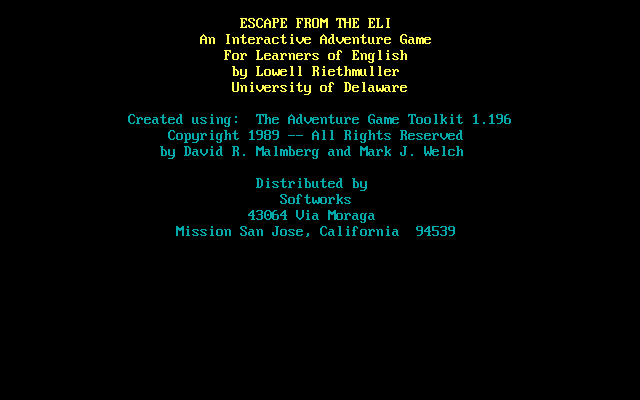 ESCAPE FROM THE ELI
An Interactive Adventure Game
For Learners of English
by Lowell Riethmuller
University of Delaware
Created using:  The Adventure Game Toolkit 1.196
Copyright 1989 -- All Rights Reserved
by David R. Malmberg and Mark J. Welch
Distributed by
Softworks
43064 Via Moraga
Mission San Jose, California  94539